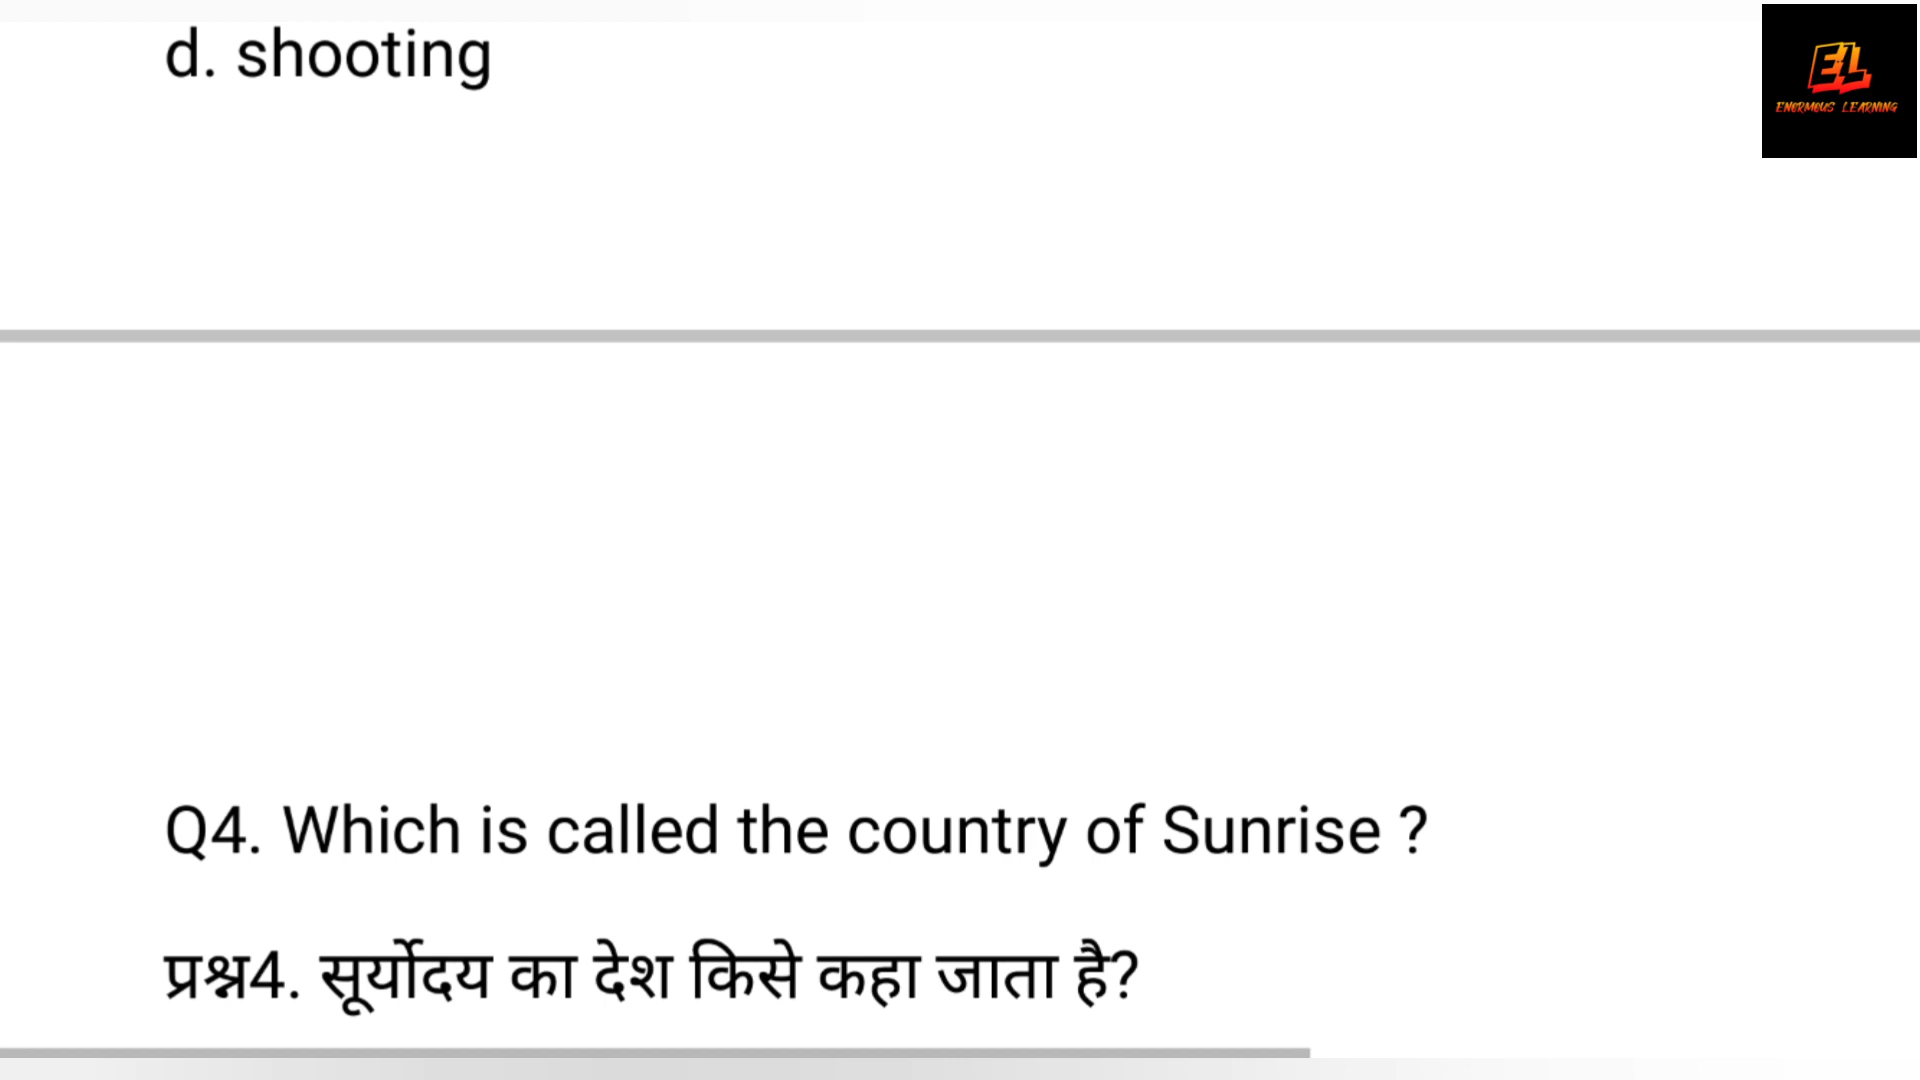 d. shooting
EL
ENORMOUS LEARNING
Q4. Which is called the country of Sunrise ?
प्रश्न4. सूर्योदय का देश किसे कहा जाता है?